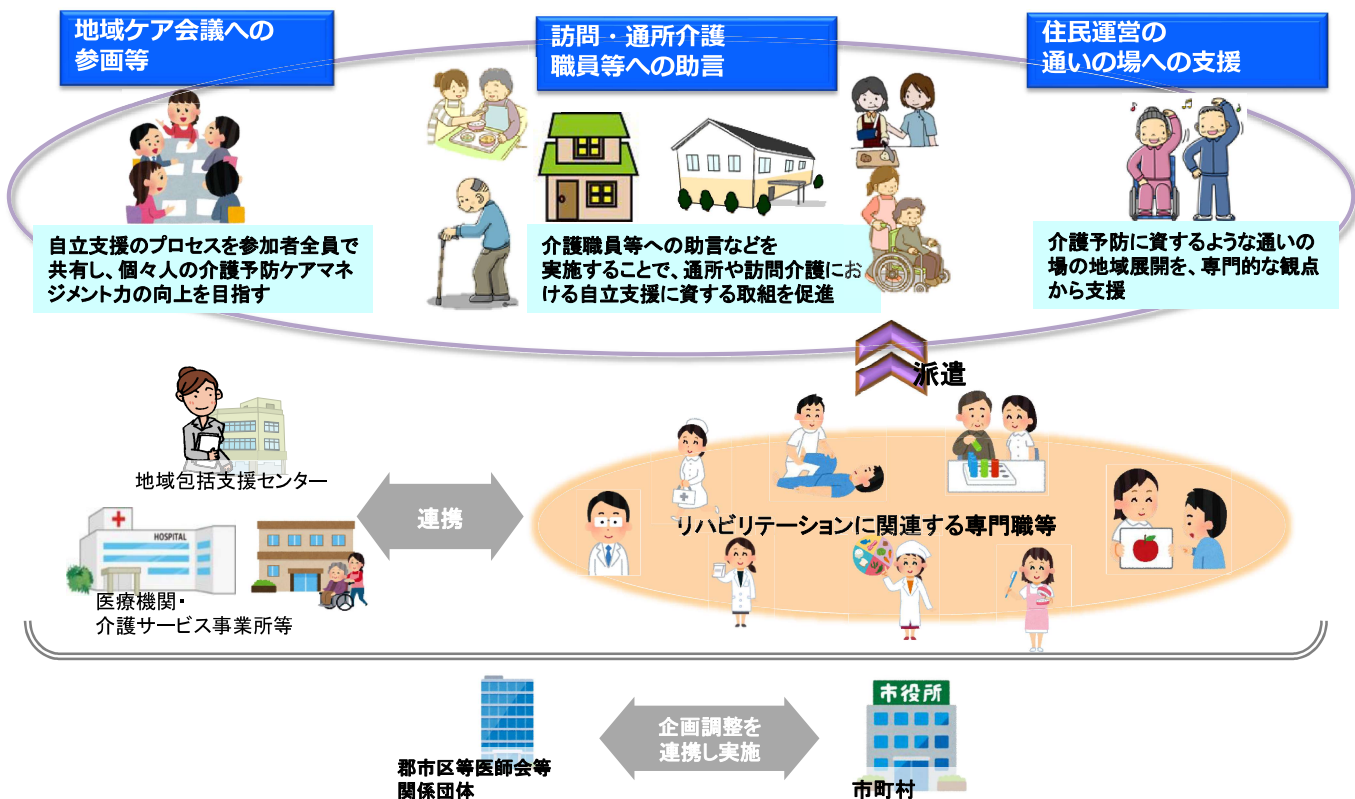 地域ケア会議への
参画等
訪問・通所介護
職員等への助言
住民運営の
通いの場への支援
自立支援のプロセスを参加者全員で
共有し、個々人の介護予防ケアマネ
ジメント力の向上を目指す
介護職員等への助言などを
実施することで、通所や訪問介護にお
ける自立支援に資する取組を促進
介護予防に資するような通いの
場の地域展開を、専門的な観点
から支援
派遣
地域包括支援センター
連携
リハビリテーションに関連する専門職等
HOSPITAL
医療機関・
介護サービス事業所等
市役所
企画調整を
連携し実施
郡市区等医師会等
関係団体
市町村